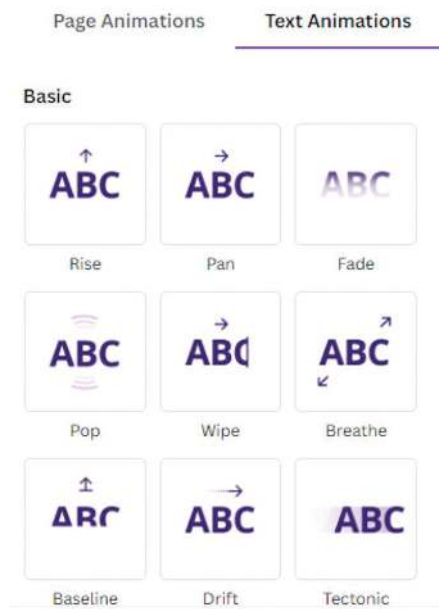 Page Animations Text Animations
Basic
ABC ABC ABC
Rise Pan Fade
ABC ABC ABC
Pop Wipe Breathe
ABC ABC ABC
Baseline Drift Tectonic